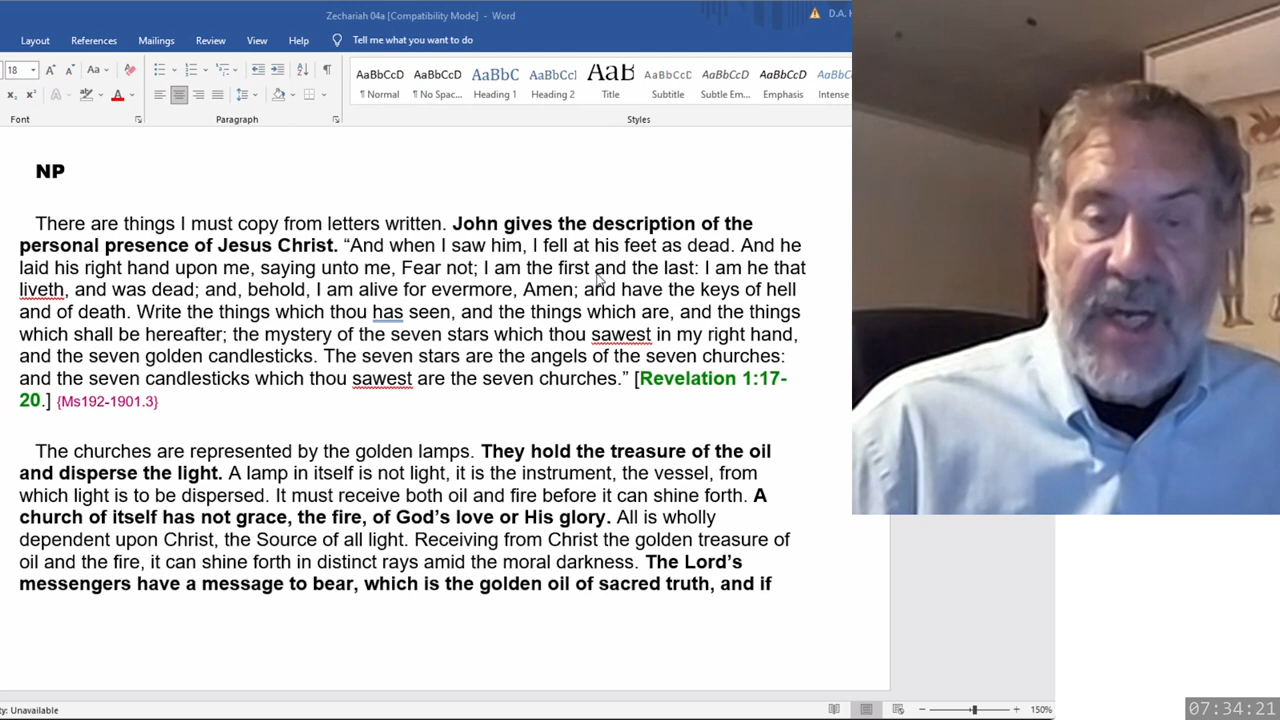 Zechariah 04a [Compatibility Mode] - Word
D.A.
Layout References Mailings Review View Help Tell me what you want to do
18
AaBbCcD AaBbCcD AaBbC AaBbCcI AaB AaBbCcD AaBbCcD AaBbCcD
¶ Normal ¶ No Spac... Heading 1 Heading 2 Title Subtitle Subtle Em... Emphasis Intense
Font Paragraph Styles
NP
There are things I must copy from letters written. John gives the description of the
personal presence of Jesus Christ. “And when I saw him, I fell at his feet as dead. And he
laid his right hand upon me, saying unto me, Fear not; I am the first and the last: I am he that
liveth, and was dead; and, behold, I am alive for evermore, Amen; and have the keys of hell
and of death. Write the things which thou has seen, and the things which are, and the things
which shall be hereafter; the mystery of the seven stars which thou sawest in my right hand,
and the seven golden candlesticks. The seven stars are the angels of the seven churches:
and the seven candlesticks which thou sawest are the seven churches.” [Revelation 1:17-
20.] {Ms192-1901.3}
The churches are represented by the golden lamps. They hold the treasure of the oil
and disperse the light. A lamp in itself is not light, it is the instrument, the vessel, from
which light is to be dispersed. It must receive both oil and fire before it can shine forth. A
church of itself has not grace, the fire, of God’s love or His glory. All is wholly
dependent upon Christ, the Source of all light. Receiving from Christ the golden treasure of
oil and the fire, it can shine forth in distinct rays amid the moral darkness. The Lord’s
messengers have a message to bear, which is the golden oil of sacred truth, and if
ty: Unavailable
150%
07:34:21